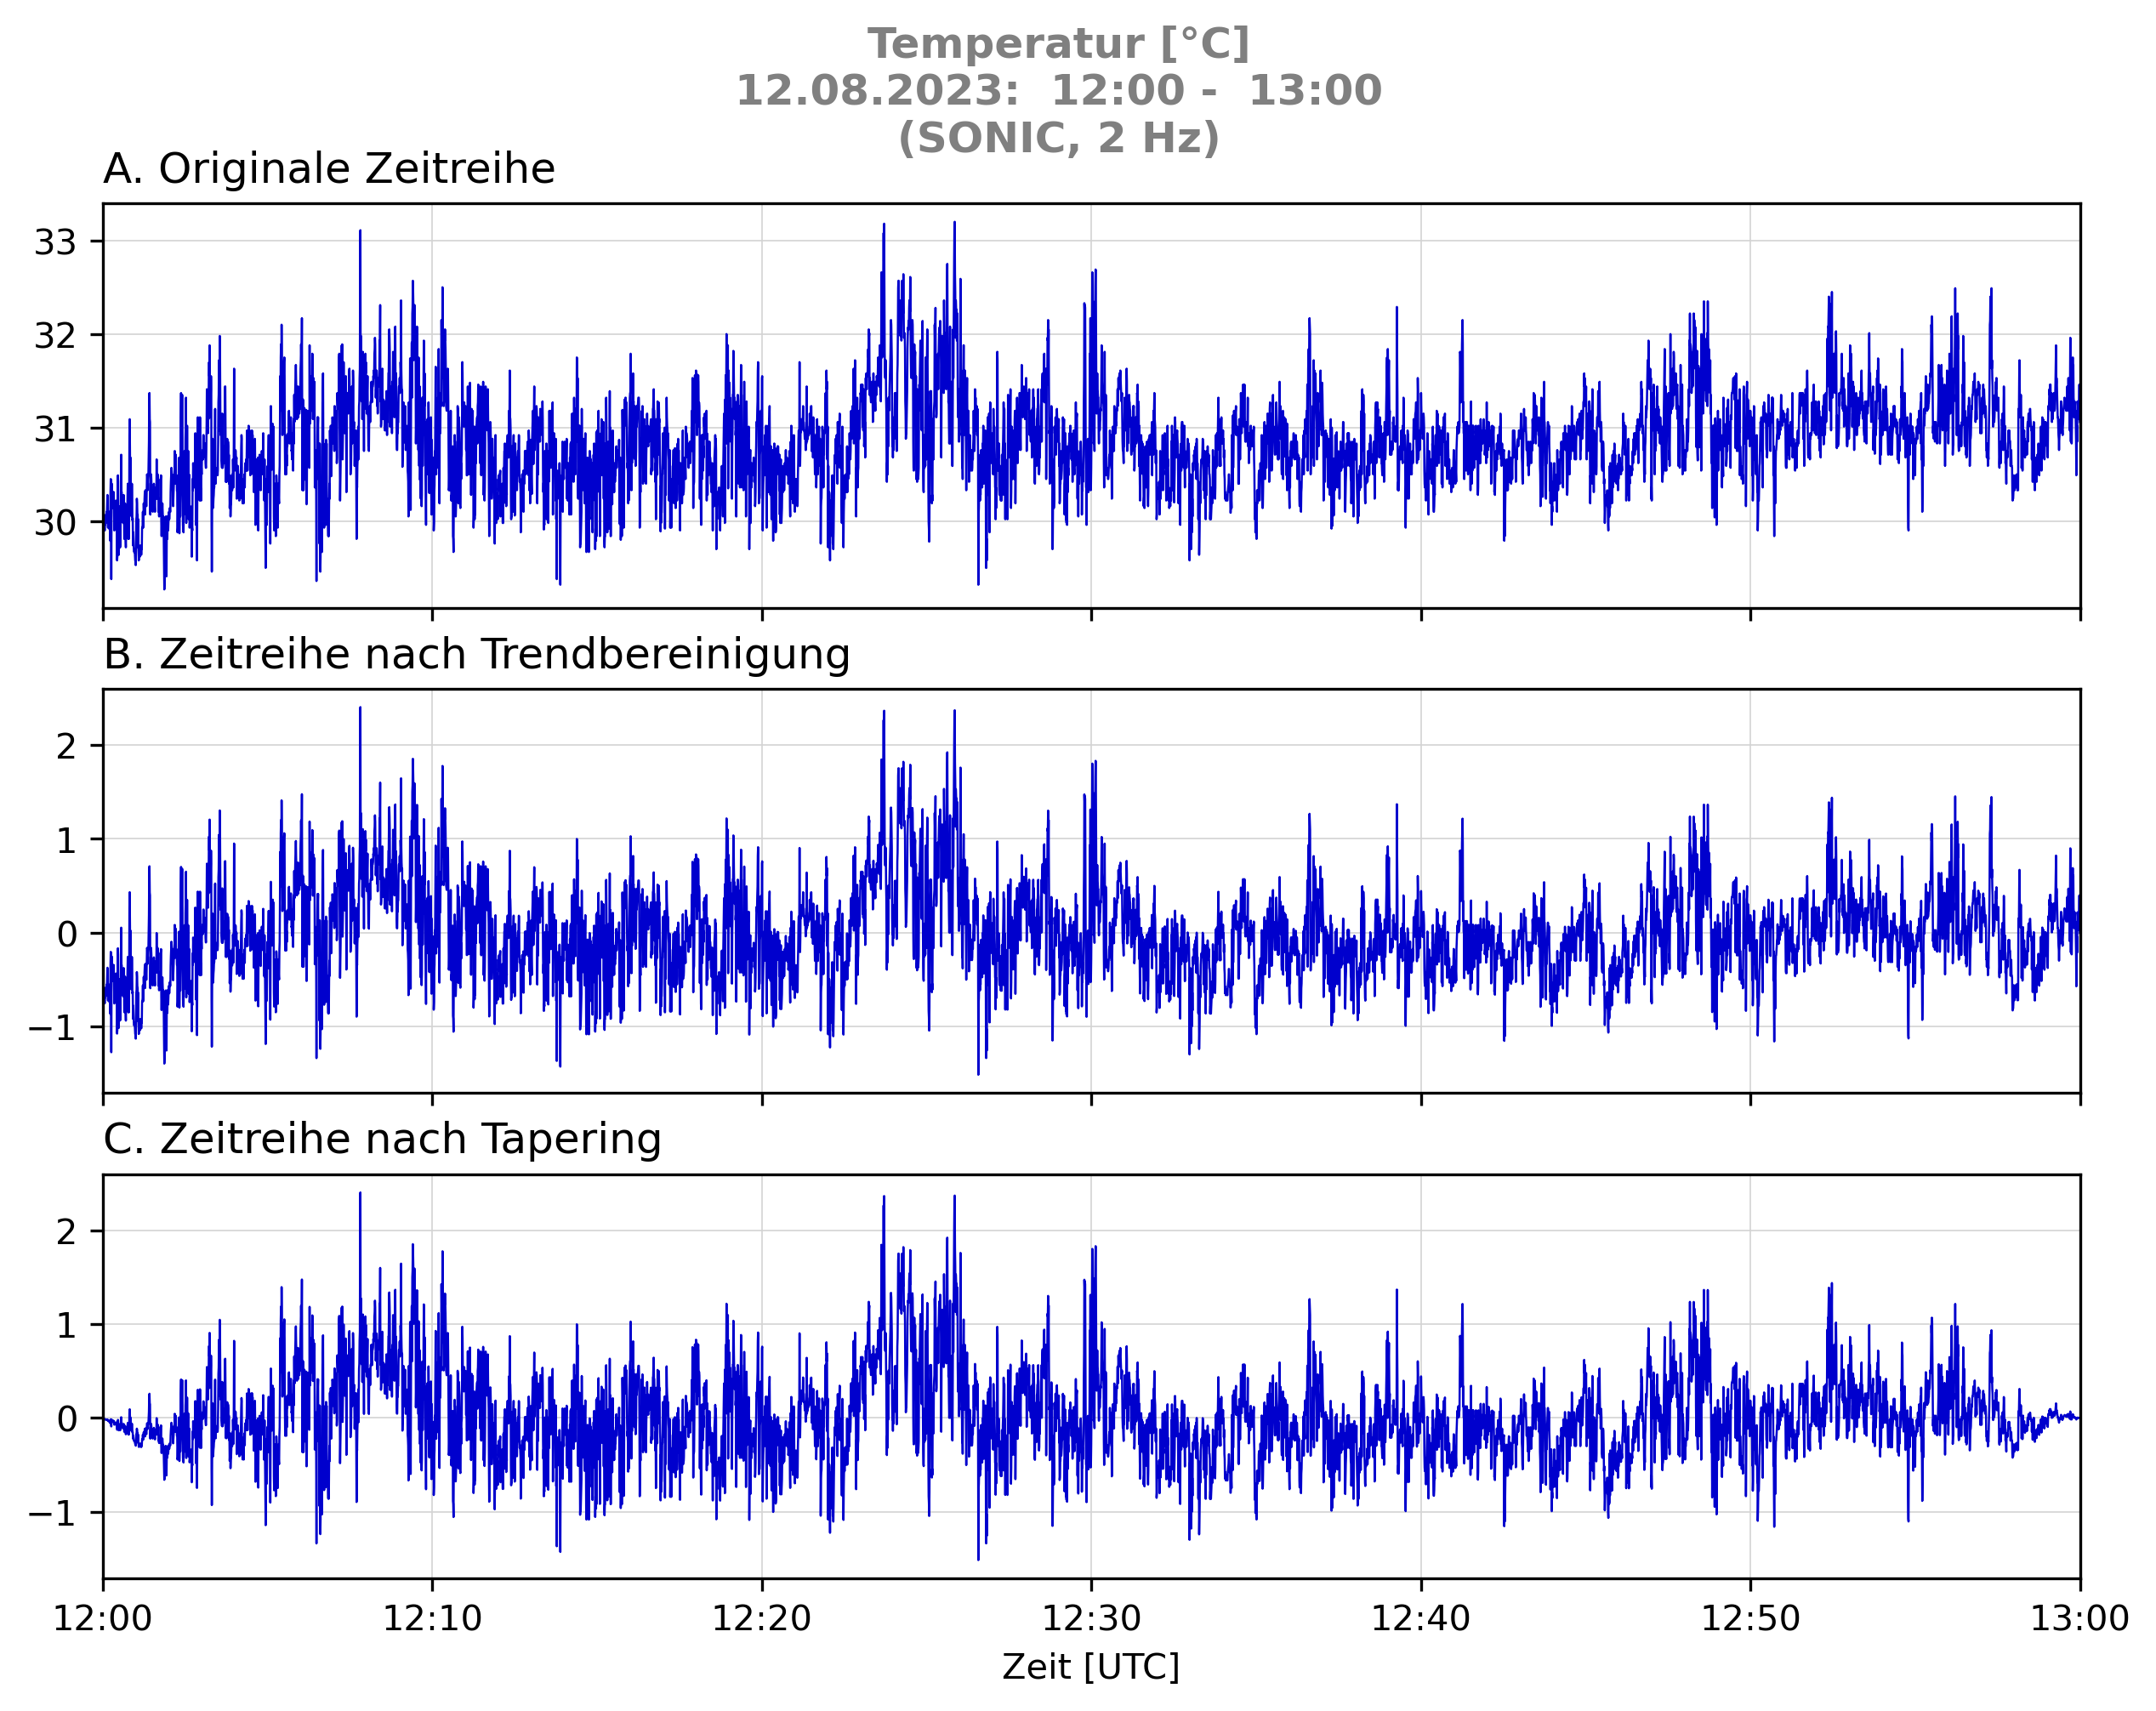 Temperatur [°C]
12.08.2023:  12:00 -  13:00
(SONIC, 2 Hz)
A. Originale Zeitreihe
33
32
31
30
B. Zeitreihe nach Trendbereinigung
2
1
0
−1
C. Zeitreihe nach Tapering
2
1
0
−1
12:00 12:10 12:20 12:30 12:40 12:50 13:00
Zeit [UTC]